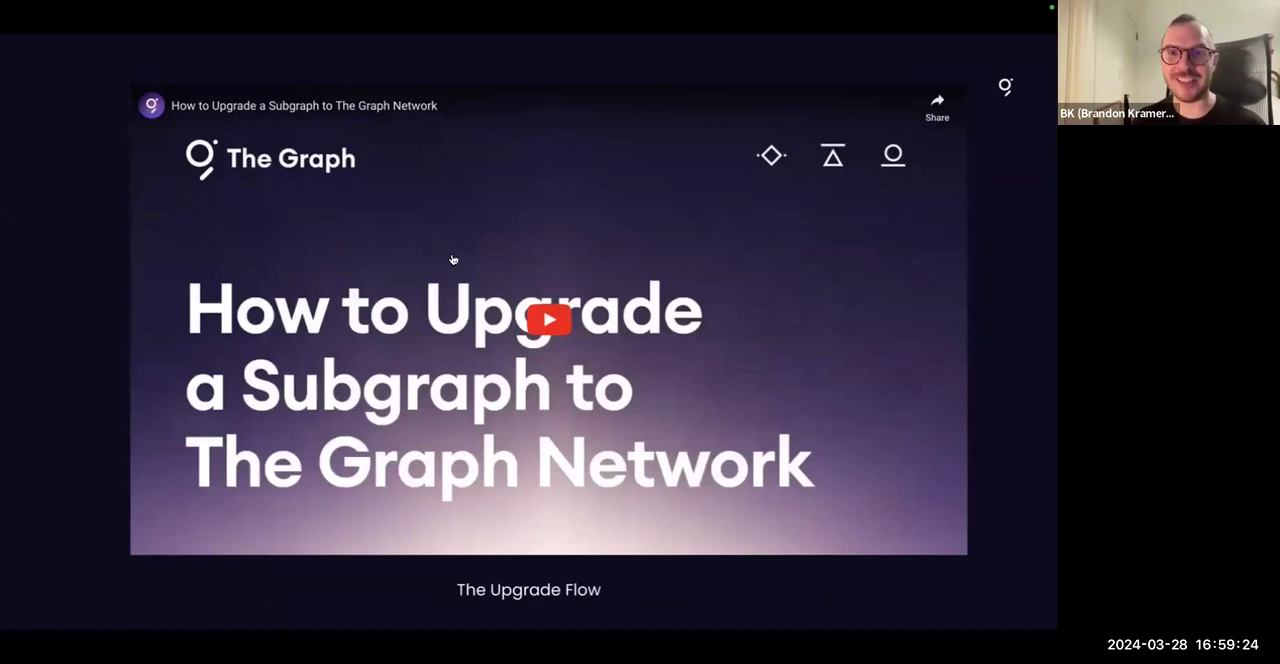 How to Upgrade a Subgraph to The Graph Network
Share
The Graph
How to Upgrade
a Subgraph to
The Graph Network
The Upgrade Flow
BK (Brandon Kramer...
2024-03-28 16:59:24